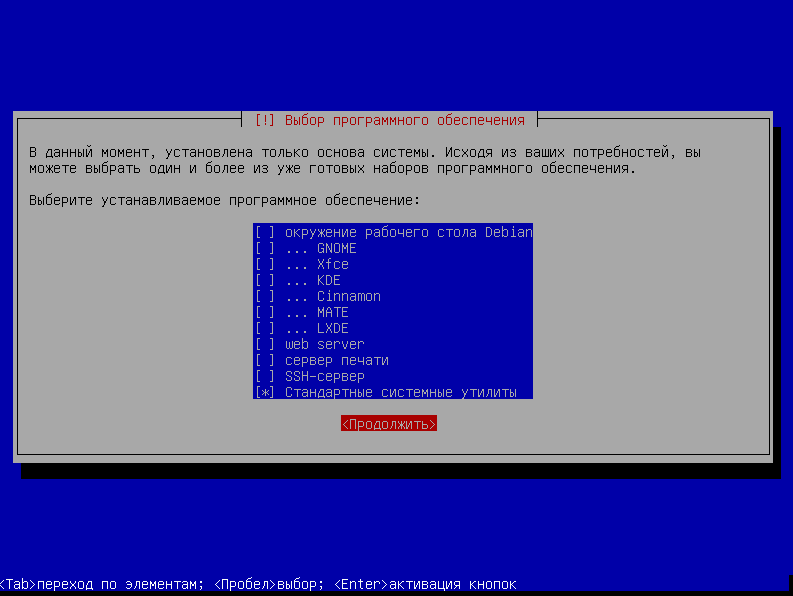 [!] Выбор программного обеспечения
В данный момент, установлена только основа системы. Исходя из ваших потребностей, вы
можете выбрать один и более из уже готовых наборов программного обеспечения.
Выберите устанавливаемое программное обеспечение:
[ ] окружение рабочего стола Debian
[ ] ... GNOME
[ ] ... Xfce
[ ] ... KDE
[ ] ... Cinnamon
[ ] ... MATE
[ ] ... LXDE
[ ] web server
[ ] сервер печати
[ ] SSH-сервер
[*] Стандартные системные утилиты
<Продолжить>
<Tab>переход по элементам; <Пробел>выбор; <Enter>активация кнопок